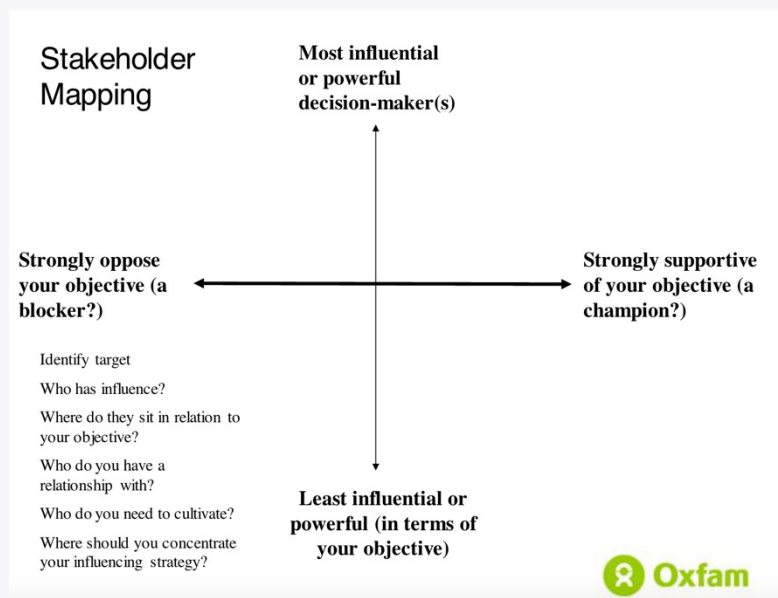 Stakeholder
Mapping
Most influential
or powerful
decision-maker(s)
Strongly oppose
your objective (a
blocker?)
Strongly supportive
of your objective (a
champion?)
Identify target
Who has influence?
Where do they sit in relation to
your objective?
Who do you have a
relationship with?
Who do you need to cultivate?
Where should you concentrate
your influencing strategy?
Least influential or
powerful (in terms of
your objective)
Oxfam